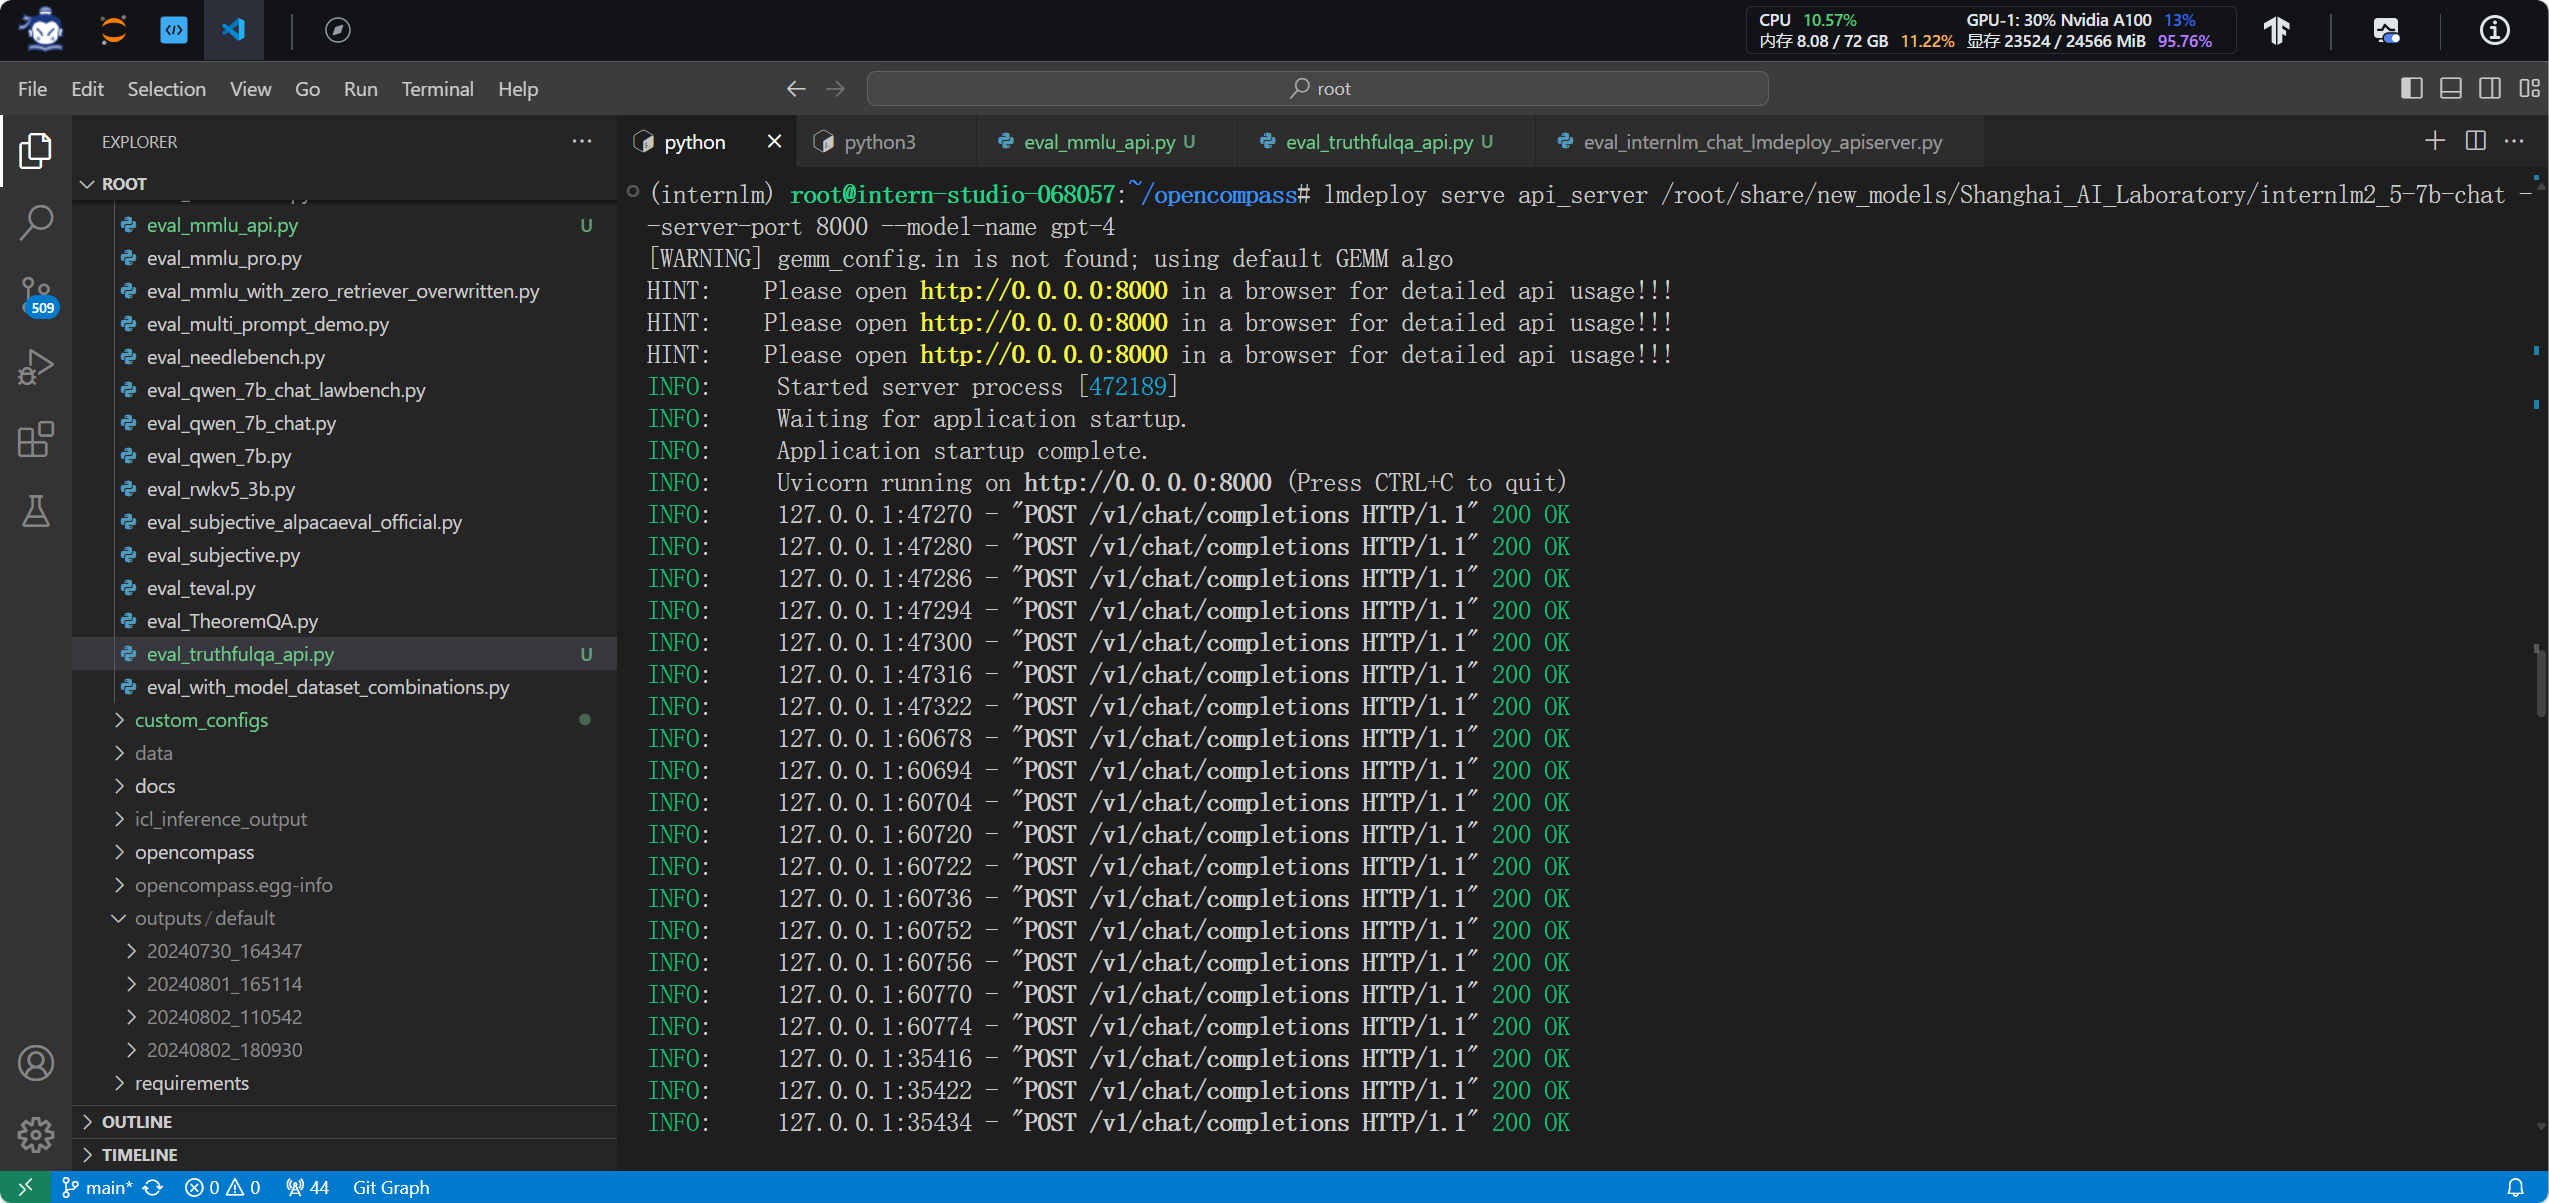 CPU 10.57% GPU-1: 30% Nvidia A100 13%
内存 8.08 / 72 GB 11.22% 显存 23524 / 24566 MiB 95.76%
File Edit Selection View Go Run Terminal Help
root
EXPLORER
ROOT
eval_mmlu_api.py U
eval_mmlu_pro.py
eval_mmlu_with_zero_retriever_overwritten.py
eval_multi_prompt_demo.py
eval_needlebench.py
eval_qwen_7b_chat_lawbench.py
eval_qwen_7b_chat.py
eval_qwen_7b.py
eval_rwkv5_3b.py
eval_subjective_alpacaeval_official.py
eval_subjective.py
eval_teval.py
eval_TheoremQA.py
eval_truthfulqa_api.py U
eval_with_model_dataset_combinations.py
custom_configs
data
docs
icl_inference_output
opencompass
opencompass.egg-info
outputs / default
20240730_164347
20240801_165114
20240802_110542
20240802_180930
requirements
OUTLINE
TIMELINE
509
python python3 eval_mmlu_api.py U eval_truthfulqa_api.py U eval_internlm_chat_lmdeploy_apiserver.py
(internlm) root@intern-studio-068057:~/opencompass# lmdeploy serve api_server /root/share/new_models/Shanghai_AI_Laboratory/internlm2_5-7b-chat -
-server-port 8000 --model-name gpt-4
[WARNING] gemm_config.in is not found; using default GEMM algo
HINT: Please open http://0.0.0.0:8000 in a browser for detailed api usage!!!
HINT: Please open http://0.0.0.0:8000 in a browser for detailed api usage!!!
HINT: Please open http://0.0.0.0:8000 in a browser for detailed api usage!!!
INFO: Started server process [472189]
INFO: Waiting for application startup.
INFO: Application startup complete.
INFO: Uvicorn running on http://0.0.0.0:8000 (Press CTRL+C to quit)
INFO: 127.0.0.1:47270 - "POST /v1/chat/completions HTTP/1.1" 200 OK
INFO: 127.0.0.1:47280 - "POST /v1/chat/completions HTTP/1.1" 200 OK
INFO: 127.0.0.1:47286 - "POST /v1/chat/completions HTTP/1.1" 200 OK
INFO: 127.0.0.1:47294 - "POST /v1/chat/completions HTTP/1.1" 200 OK
INFO: 127.0.0.1:47300 - "POST /v1/chat/completions HTTP/1.1" 200 OK
INFO: 127.0.0.1:47316 - "POST /v1/chat/completions HTTP/1.1" 200 OK
INFO: 127.0.0.1:47322 - "POST /v1/chat/completions HTTP/1.1" 200 OK
INFO: 127.0.0.1:60678 - "POST /v1/chat/completions HTTP/1.1" 200 OK
INFO: 127.0.0.1:60694 - "POST /v1/chat/completions HTTP/1.1" 200 OK
INFO: 127.0.0.1:60704 - "POST /v1/chat/completions HTTP/1.1" 200 OK
INFO: 127.0.0.1:60720 - "POST /v1/chat/completions HTTP/1.1" 200 OK
INFO: 127.0.0.1:60722 - "POST /v1/chat/completions HTTP/1.1" 200 OK
INFO: 127.0.0.1:60736 - "POST /v1/chat/completions HTTP/1.1" 200 OK
INFO: 127.0.0.1:60752 - "POST /v1/chat/completions HTTP/1.1" 200 OK
INFO: 127.0.0.1:60756 - "POST /v1/chat/completions HTTP/1.1" 200 OK
INFO: 127.0.0.1:60770 - "POST /v1/chat/completions HTTP/1.1" 200 OK
INFO: 127.0.0.1:60774 - "POST /v1/chat/completions HTTP/1.1" 200 OK
INFO: 127.0.0.1:35416 - "POST /v1/chat/completions HTTP/1.1" 200 OK
INFO: 127.0.0.1:35422 - "POST /v1/chat/completions HTTP/1.1" 200 OK
INFO: 127.0.0.1:35434 - "POST /v1/chat/completions HTTP/1.1" 200 OK
main* 0 0 44 Git Graph